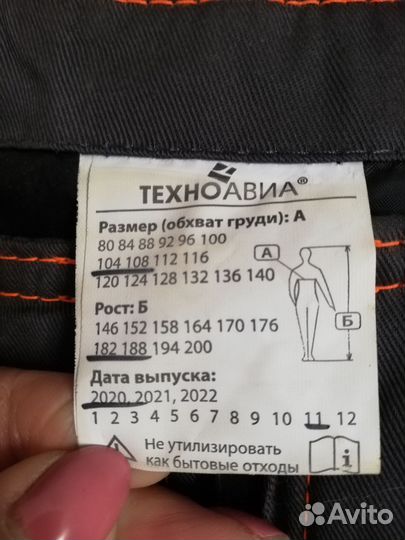 ТЕХНОАВИА®
Размер (обхват груди): А
80 84 88 92 96 100
104 108 112 116
120 124 128 132 136 140
А
Рост: Б
146 152 158 164 170 176
182 188 194 200
Б
Дата выпуска:
2020, 2021, 2022
1 2 3 4 5 6 7 8 9 10 11 12
Не утилизировать
как бытовые отходы
i
Avito